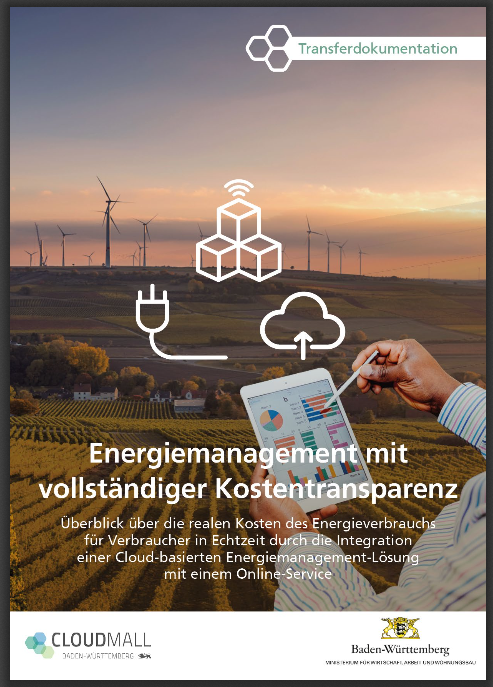 Transferdokumentation
Energiemanagement mit
vollständiger Kostentransparenz
Überblick über die realen Kosten des Energieverbrauchs
für Verbraucher in Echtzeit durch die Integration
einer Cloud-basierten Energiemanagement-Lösung
mit einem Online-Service
CLOUDMALL
BADEN-WÜRTTEMBERG
Baden-Württemberg
MINISTERIUM FÜR WIRTSCHAFT, ARBEIT UND WOHNUNGSBAU